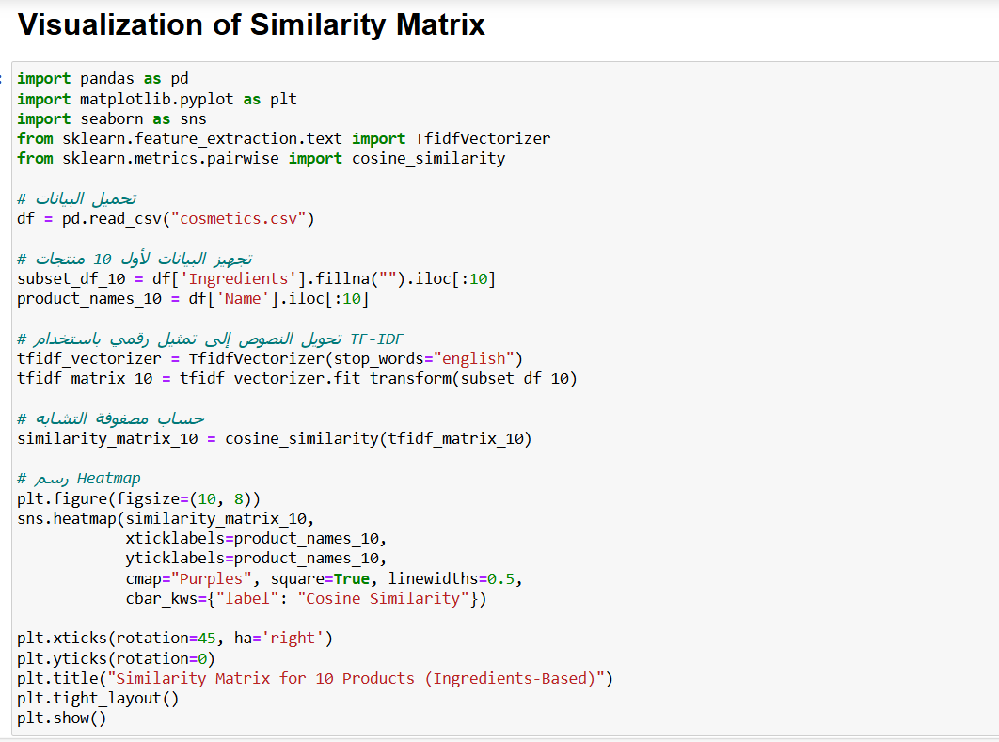 Visualization of Similarity Matrix
import pandas as pd
import matplotlib.pyplot as plt
import seaborn as sns
from sklearn.feature_extraction.text import TfidfVectorizer
from sklearn.metrics.pairwise import cosine_similarity
# تحميل البيانات
df = pd.read_csv("cosmetics.csv")
# تجهيز البيانات لأول 10 منتجات
subset_df_10 = df['Ingredients'].fillna("").iloc[:10]
product_names_10 = df['Name'].iloc[:10]
# تحويل النصوص إلى تمثيل رقمي باستخدام TF-IDF
tfidf_vectorizer = TfidfVectorizer(stop_words="english")
tfidf_matrix_10 = tfidf_vectorizer.fit_transform(subset_df_10)
# حساب مصفوفة التشابه
similarity_matrix_10 = cosine_similarity(tfidf_matrix_10)
# رسم Heatmap
plt.figure(figsize=(10, 8))
sns.heatmap(similarity_matrix_10,
            xticklabels=product_names_10,
            yticklabels=product_names_10,
            cmap="Purples", square=True, linewidths=0.5,
            cbar_kws={"label": "Cosine Similarity"})
plt.xticks(rotation=45, ha='right')
plt.yticks(rotation=0)
plt.title("Similarity Matrix for 10 Products (Ingredients-Based)")
plt.tight_layout()
plt.show()